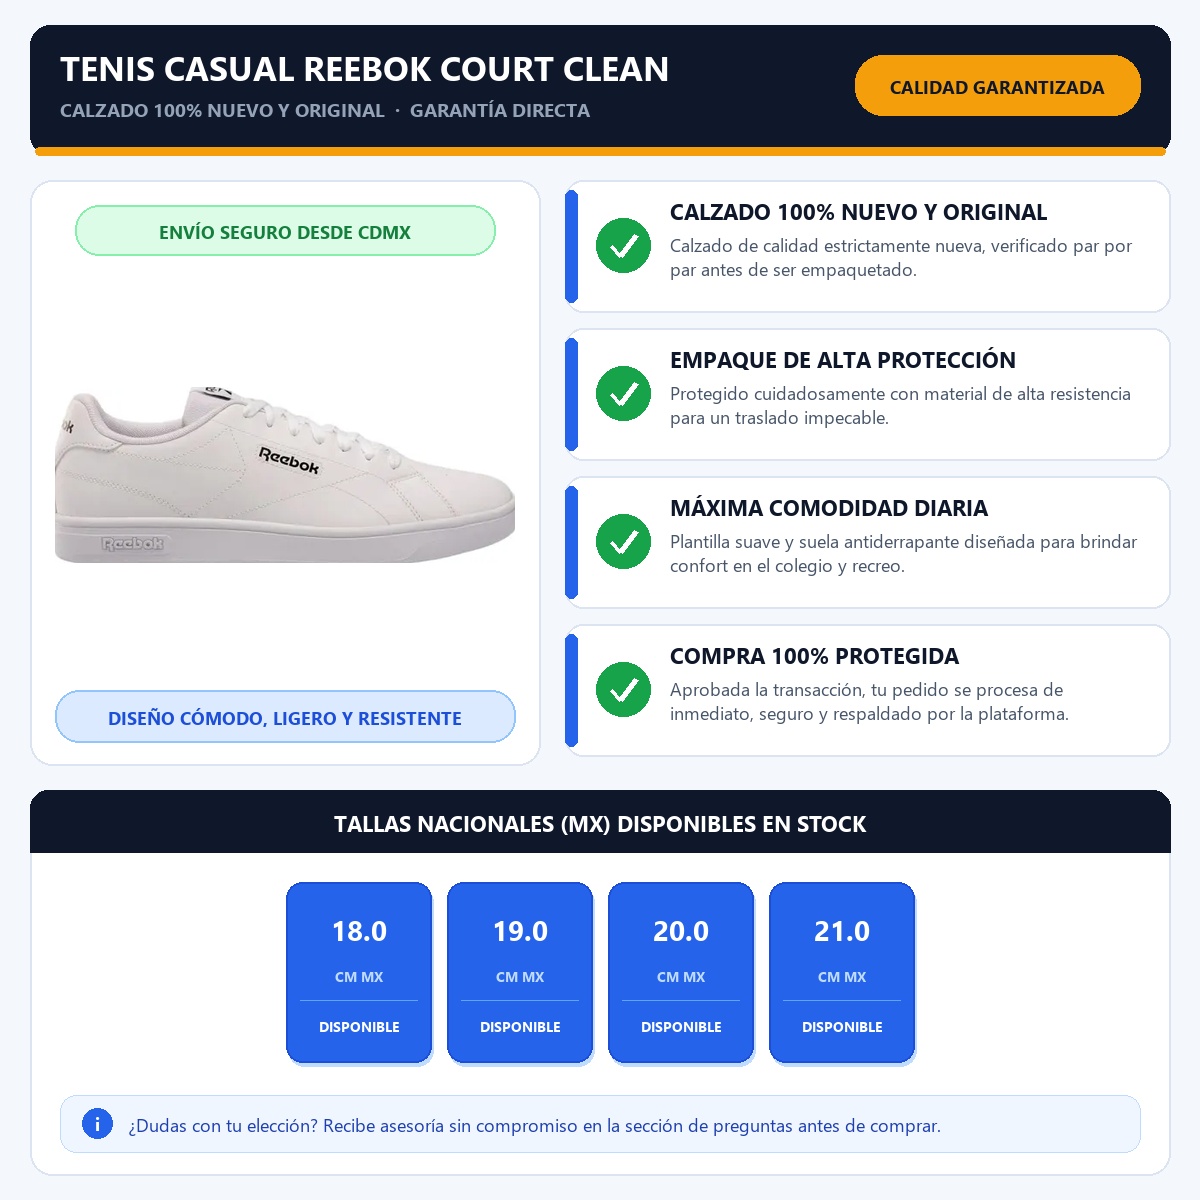 TENIS CASUAL REEBOK COURT CLEAN
CALZADO 100% NUEVO Y ORIGINAL · GARANTÍA DIRECTA
CALIDAD GARANTIZADA
ENVÍO SEGURO DESDE CDMX
Reebok
Reebok
DISEÑO CÓMODO, LIGERO Y RESISTENTE
CALZADO 100% NUEVO Y ORIGINAL
Calzado de calidad estrictamente nueva, verificado par por
par antes de ser empaquetado.
EMPAQUE DE ALTA PROTECCIÓN
Protegido cuidadosamente con material de alta resistencia
para un traslado impecable.
MÁXIMA COMODIDAD DIARIA
Plantilla suave y suela antiderrapante diseñada para brindar
confort en el colegio y recreo.
COMPRA 100% PROTEGIDA
Aprobada la transacción, tu pedido se procesa de
inmediato, seguro y respaldado por la plataforma.
TALLAS NACIONALES (MX) DISPONIBLES EN STOCK
18.0
CM MX
DISPONIBLE
19.0
CM MX
DISPONIBLE
20.0
CM MX
DISPONIBLE
21.0
CM MX
DISPONIBLE
¿Dudas con tu elección? Recibe asesoría sin compromiso en la sección de preguntas antes de comprar.